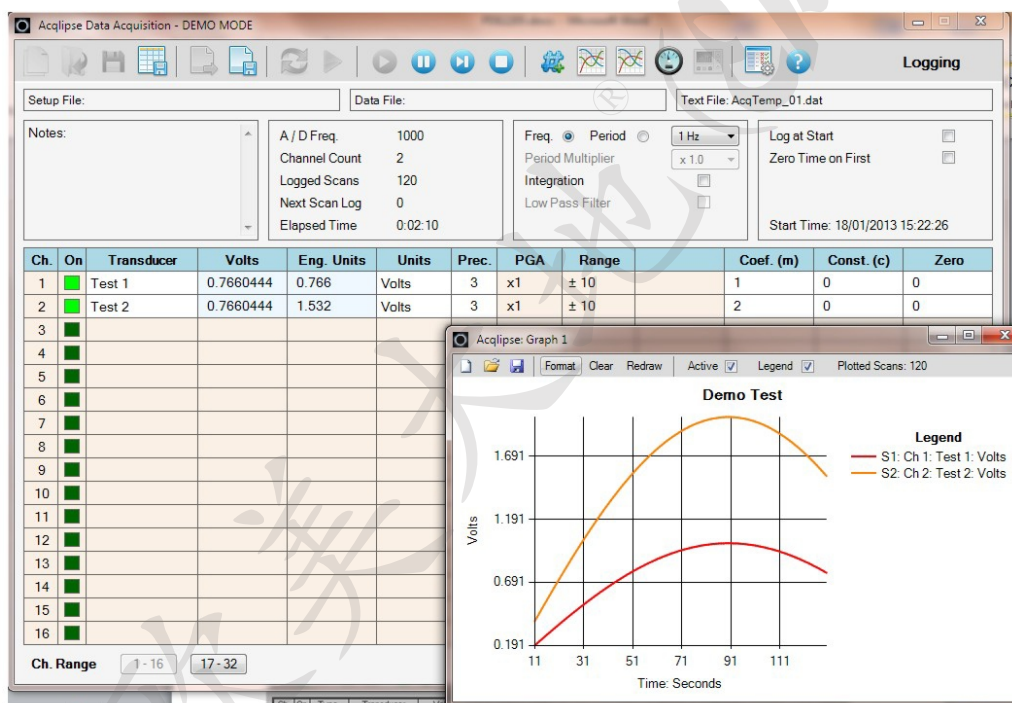 Acqlipse Data Acquisition - DEMO MODE
Logging
Setup File: Data File: Text File: AcqTemp_01.dat
Notes:
A / D Freq. 1000
Channel Count 2
Logged Scans 120
Next Scan Log 0
Elapsed Time 0:02:10
Freq. Period 1 Hz
Period Multiplier x 1.0
Integration
Low Pass Filter
Log at Start
Zero Time on First
Start Time: 18/01/2013 15:22:26
Ch. On Transducer Volts Eng. Units Units Prec. PGA Range Coef. (m) Const. (c) Zero
1 Test 1 0.7660444 0.766 Volts 3 x1 ± 10 1 0 0
2 Test 2 0.7660444 1.532 Volts 3 x1 ± 10 2 0 0
3
4
5
6
7
8
9
10
11
12
13
14
15
16
Ch. Range 1 - 16 17 - 32
Acqlipse: Graph 1
Format Clear Redraw Active Legend Plotted Scans: 120
Demo Test
Legend
S1: Ch 1: Test 1: Volts
S2: Ch 2: Test 2: Volts
Volts
1.691
1.191
0.691
0.191
11 31 51 71 91 111
Time: Seconds